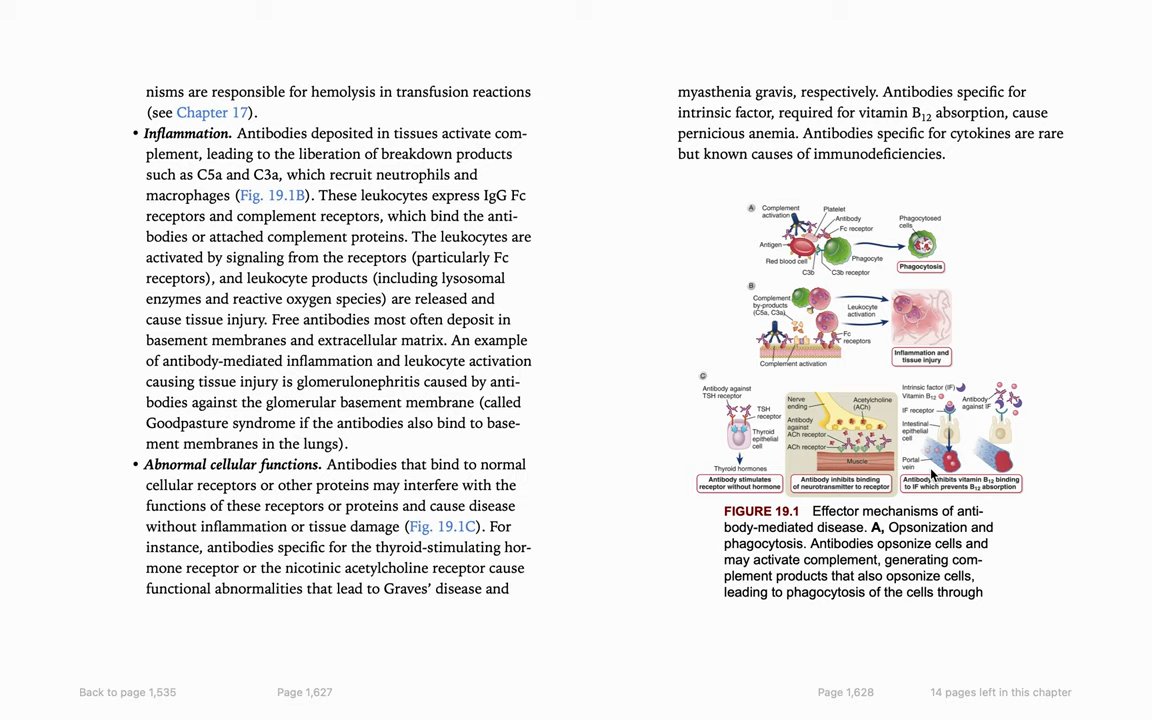 nisms are responsible for hemolysis in transfusion reactions
(see Chapter 17).
• Inflammation. Antibodies deposited in tissues activate com-
plement, leading to the liberation of breakdown products
such as C5a and C3a, which recruit neutrophils and
macrophages (Fig. 19.1B). These leukocytes express IgG Fc
receptors and complement receptors, which bind the anti-
bodies or attached complement proteins. The leukocytes are
activated by signaling from the receptors (particularly Fc
receptors), and leukocyte products (including lysosomal
enzymes and reactive oxygen species) are released and
cause tissue injury. Free antibodies most often deposit in
basement membranes and extracellular matrix. An example
of antibody-mediated inflammation and leukocyte activation
causing tissue injury is glomerulonephritis caused by anti-
bodies against the glomerular basement membrane (called
Goodpasture syndrome if the antibodies also bind to base-
ment membranes in the lungs).
• Abnormal cellular functions. Antibodies that bind to normal
cellular receptors or other proteins may interfere with the
functions of these receptors or proteins and cause disease
without inflammation or tissue damage (Fig. 19.1C). For
instance, antibodies specific for the thyroid-stimulating hor-
mone receptor or the nicotinic acetylcholine receptor cause
functional abnormalities that lead to Graves’ disease and
myasthenia gravis, respectively. Antibodies specific for
intrinsic factor, required for vitamin B12 absorption, cause
pernicious anemia. Antibodies specific for cytokines are rare
but known causes of immunodeficiencies.
A
Complement
activation
Platelet
Antibody
Fc receptor
Phagocytosed
cells
Antigen
Red blood cell
Phagocyte
C3b
C3b receptor
Phagocytosis
B
Complement
by-products
(C5a, C3a)
Leukocyte
activation
Fc
receptors
Complement activation
Inflammation and
tissue injury
C
Antibody against
TSH receptor
TSH
receptor
Thyroid
epithelial
cell
Thyroid hormones
Antibody stimulates
receptor without hormone
Nerve
ending
Acetylcholine
(ACh)
Antibody
against
ACh receptor
ACh receptor
Muscle
Antibody inhibits binding
of neurotransmitter to receptor
Intrinsic factor (IF)
Vitamin B12
IF receptor
Antibody
against IF
Intestinal
epithelial
cell
Portal
vein
Antibody inhibits vitamin B12 binding
to IF which prevents B12 absorption
FIGURE 19.1 Effector mechanisms of anti-
body-mediated disease. A, Opsonization and
phagocytosis. Antibodies opsonize cells and
may activate complement, generating com-
plement products that also opsonize cells,
leading to phagocytosis of the cells through
Back to page 1,535
Page 1,627
Page 1,628
14 pages left in this chapter